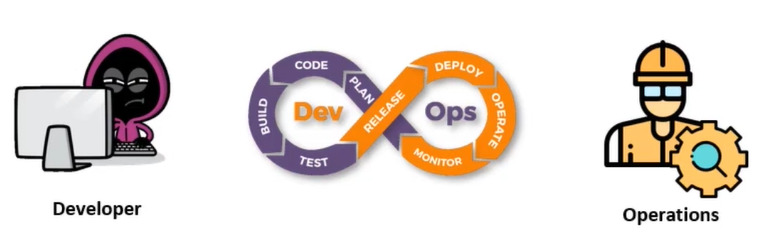 CODE
PLAN
BUILD
TEST
Dev
RELEASE
Ops
DEPLOY
OPERATE
MONITOR
Developer
Operations